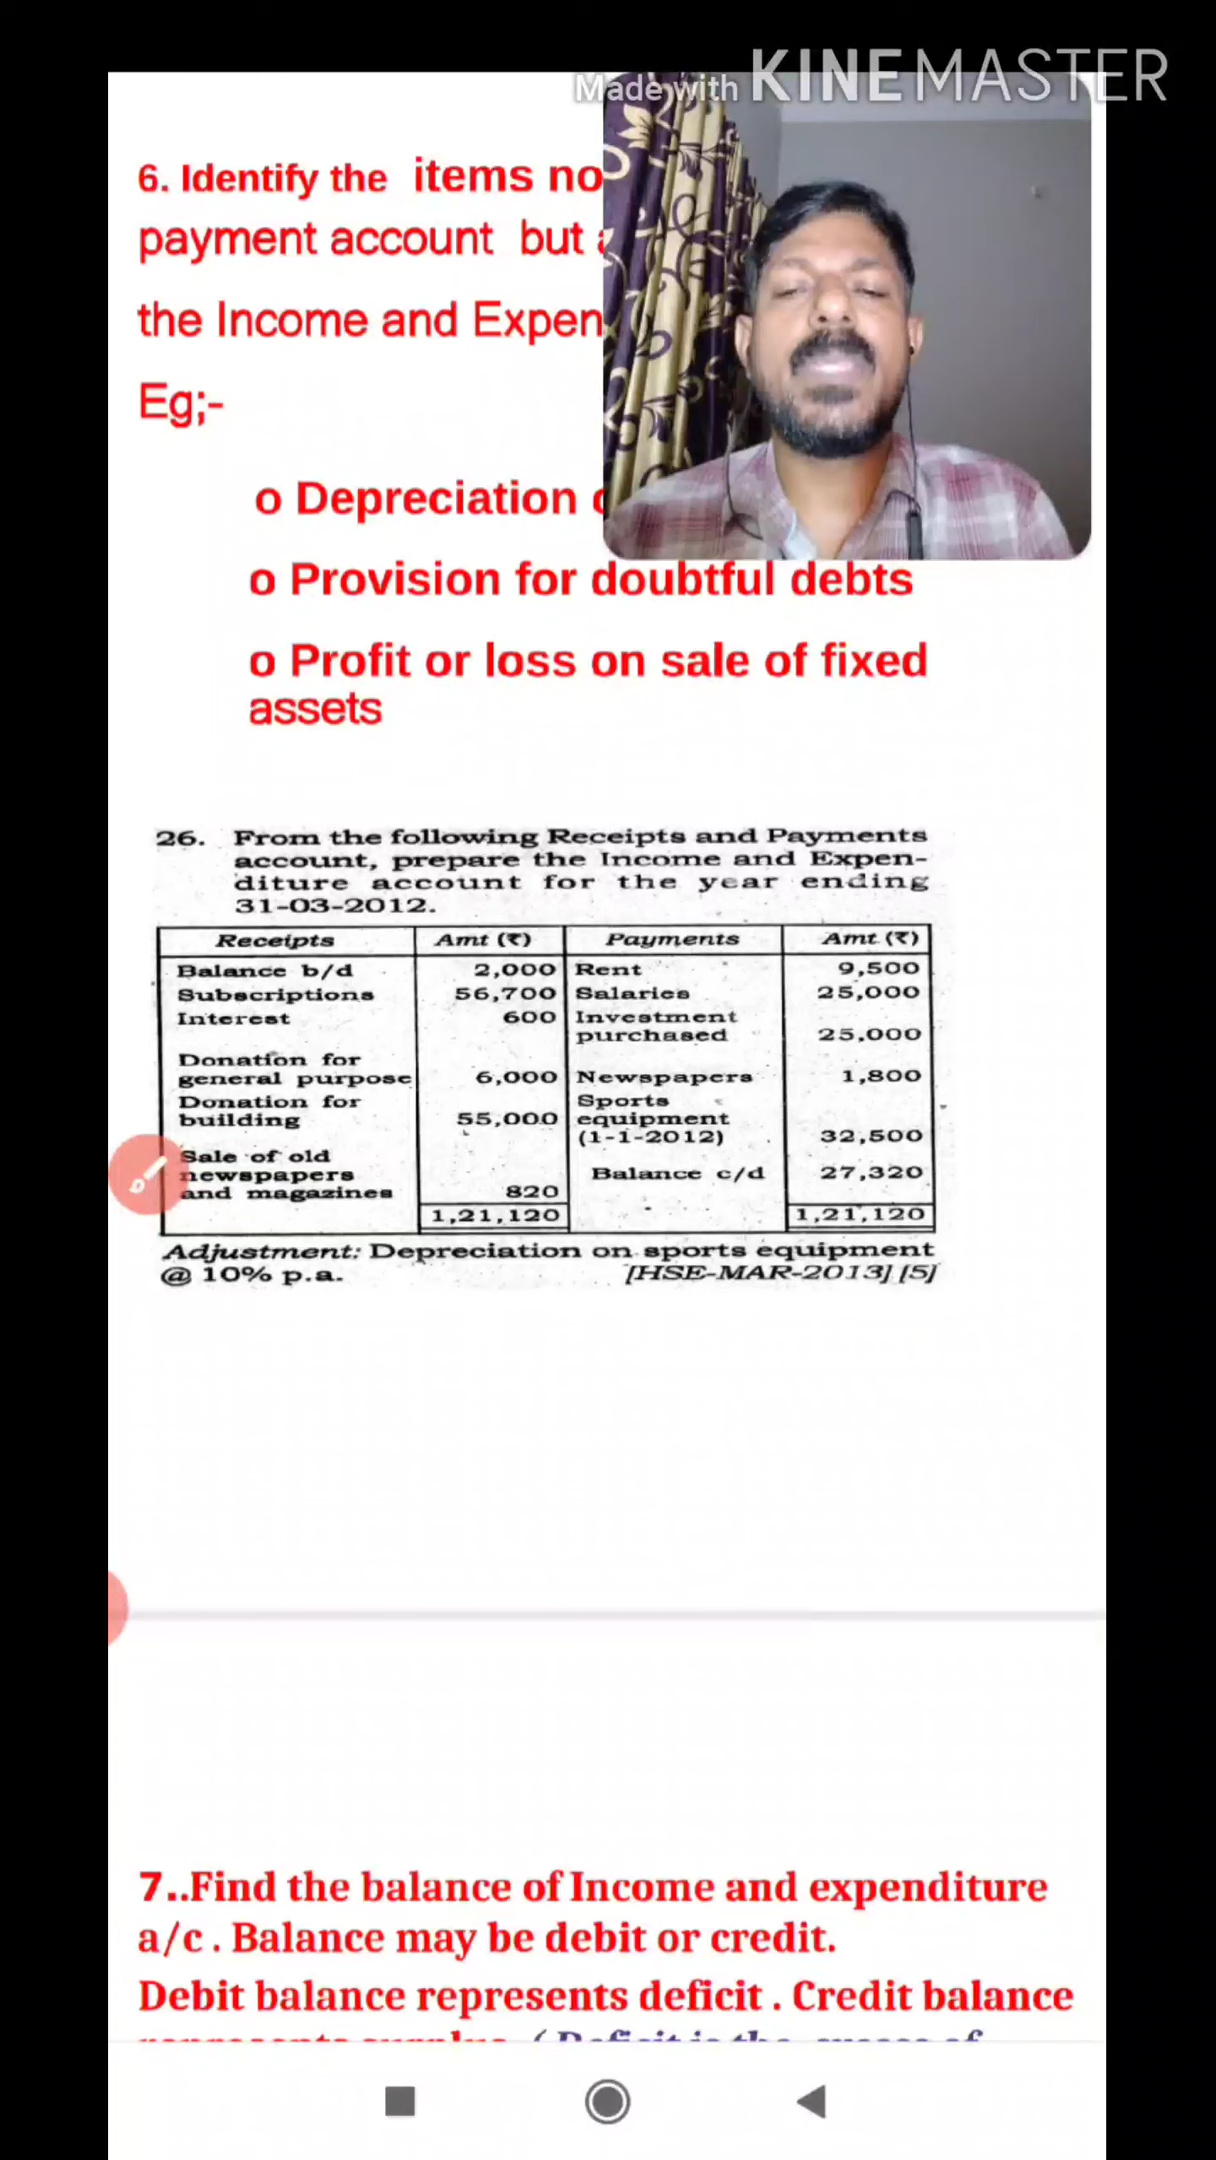 Made with KINEMASTER
6. Identify the items no
payment account but
the Income and Expen
Eg;-
o Depreciation
o Provision for doubtful debts
o Profit or loss on sale of fixed
assets
26. From the following Receipts and Payments
account, prepare the Income and Expen-
diture account for the year ending
31-03-2012.
Receipts Amt (₹) Payments Amt (₹)
Balance b/d 2,000 Rent 9,500
Subscriptions 56,700 Salaries 25,000
Interest 600 Investment
purchased 25,000
Donation for
general purpose 6,000 Newspapers 1,800
Donation for Sports
building 55,000 equipment
(1-1-2012) 32,500
Sale of old
newspapers Balance c/d 27,320
and magazines 820
1,21,120 1,21,120
Adjustment: Depreciation on sports equipment
@ 10% p.a. [HSE-MAR-2013] [5]
7..Find the balance of Income and expenditure
a/c . Balance may be debit or credit.
Debit balance represents deficit . Credit balance